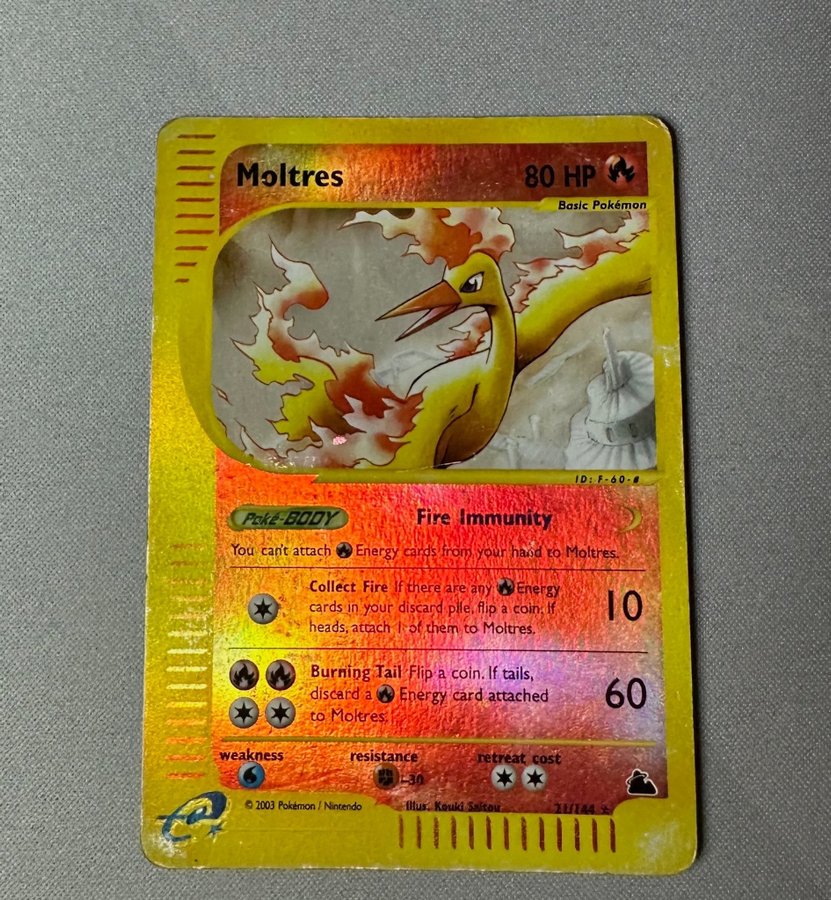 Moltres 80 HP
Basic Pokémon
ID: F-60-#
Poké-BODY Fire Immunity
You can't attach Energy cards from your hand to Moltres.
Collect Fire If there are any Energy
cards in your discard pile, flip a coin. If 10
heads, attach 1 of them to Moltres.
Burning Tail Flip a coin. If tails,
discard a Energy card attached 60
to Moltres.
weakness resistance retreat cost
-30
e
© 2003 Pokémon / Nintendo Illus. Kouki Saitou 21/144 ★